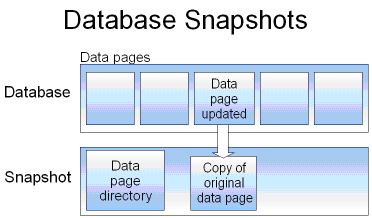 Database Snapshots
Data pages
Database
Data
page
updated
Snapshot
Data
page
directory
Copy of
original
data page